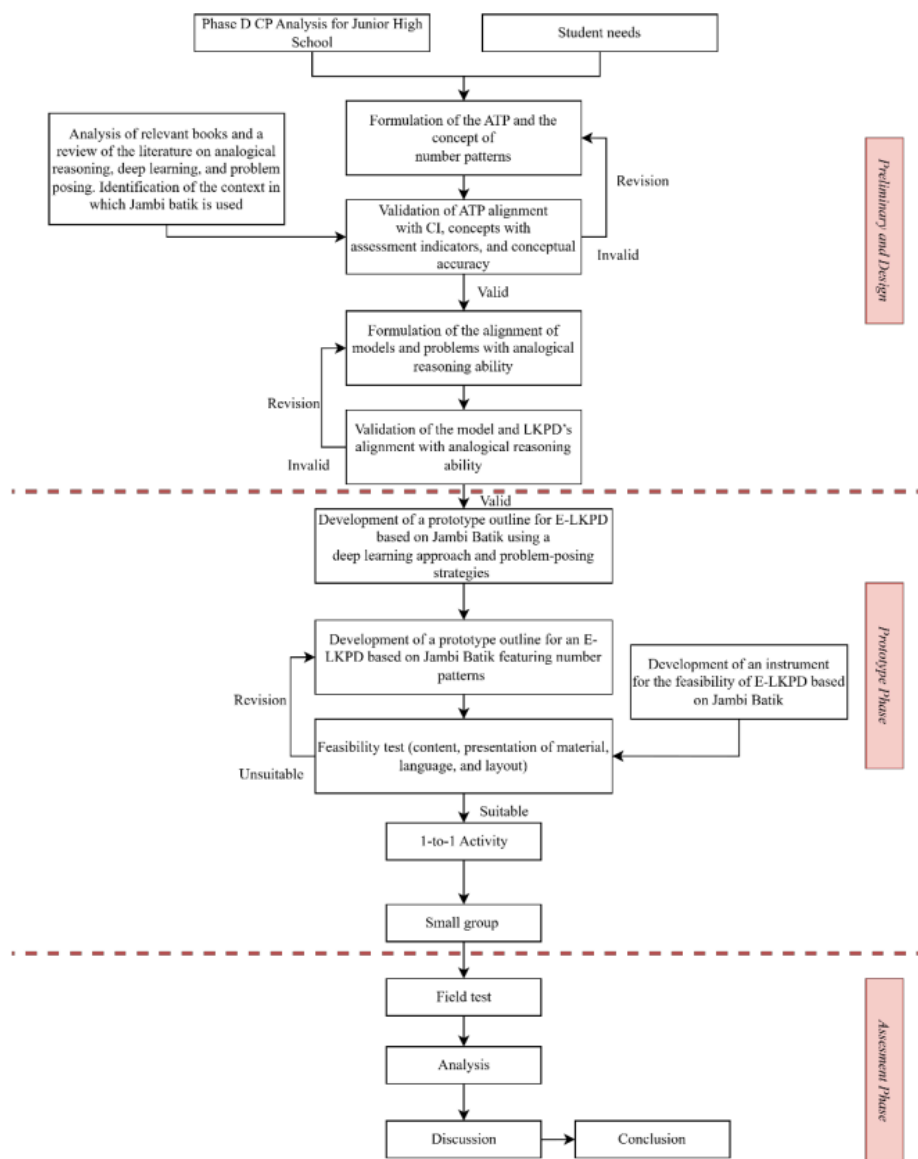 Phase D CP Analysis for Junior High
School
Student needs
Formulation of the ATP and the
concept of
number patterns
Analysis of relevant books and a
review of the literature on analogical
reasoning, deep learning, and problem
posing. Identification of the context in
which Jambi batik is used
Revision
Validation of ATP alignment
with CI, concepts with
assessment indicators, and conceptual
accuracy
Invalid
Valid
Preliminary and Design
Formulation of the alignment of
models and problems with analogical
reasoning ability
Revision
Validation of the model and LKPD's
alignment with analogical reasoning
ability
Invalid
Valid
Development of a prototype outline for E-LKPD
based on Jambi Batik using a
deep learning approach and problem-posing
strategies
Development of a prototype outline for an E-
LKPD based on Jambi Batik featuring number
patterns
Development of an instrument
for the feasibility of E-LKPD based
on Jambi Batik
Revision
Feasibility test (content, presentation of material,
language, and layout)
Unsuitable
Suitable
Prototype Phase
1-to-1 Activity
Small group
Field test
Analysis
Discussion
Conclusion
Assesment Phase